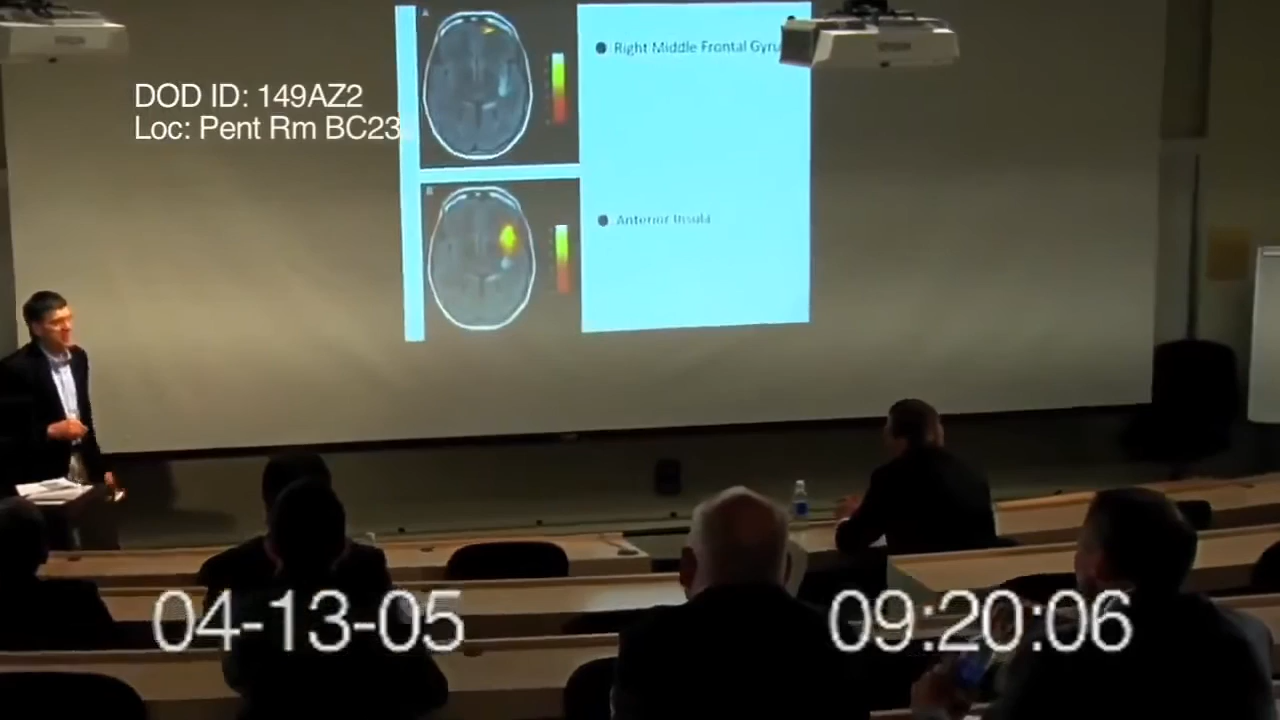 A
Right Middle Frontal Gyru
DOD ID: 149AZ2
Loc: Pent Rm BC23
B
Anterior Insula
04-13-05
09:20:06